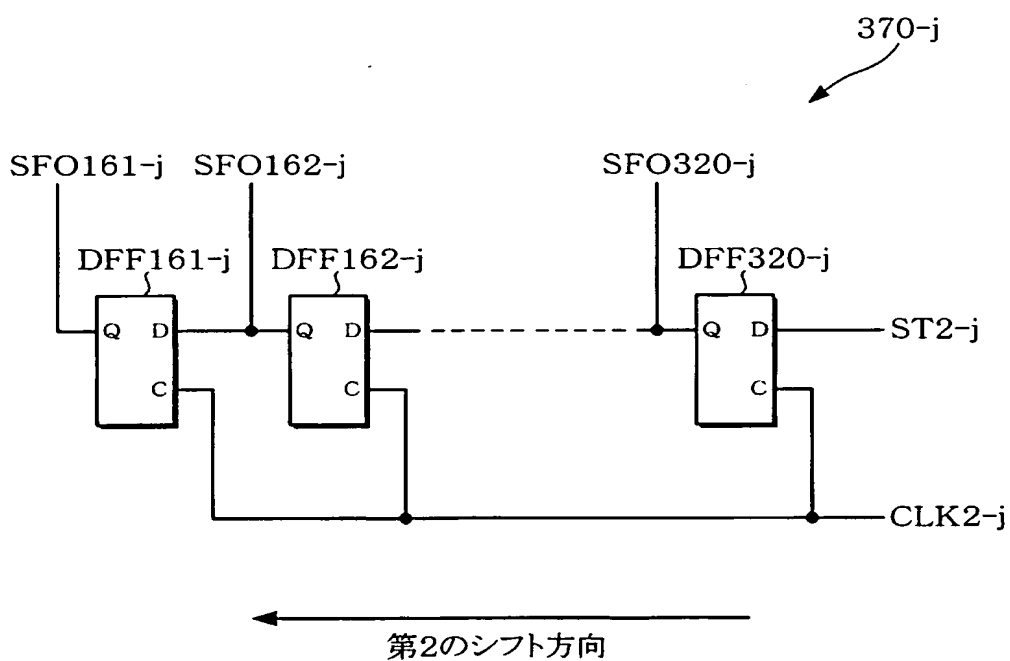 370-j
SFO161-j SFO162-j SFO320-j
DFF161-j DFF162-j DFF320-j
Q D Q D Q D ST2-j
C C C
CLK2-j
第2のシフト方向